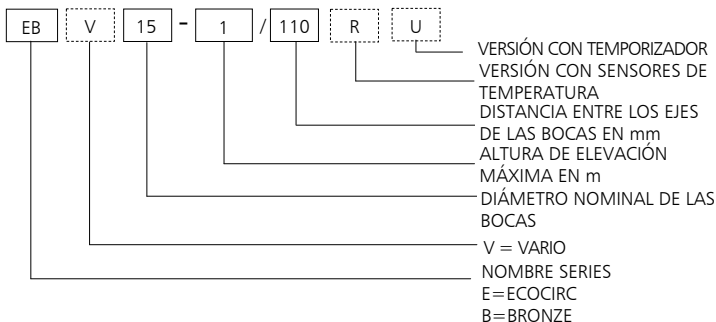 EB V 15 - 1 / 110 R U
VERSIÓN CON TEMPORIZADOR
VERSIÓN CON SENSORES DE
TEMPERATURA
DISTANCIA ENTRE LOS EJES
DE LAS BOCAS EN mm
ALTURA DE ELEVACIÓN
MÁXIMA EN m
DIÁMETRO NOMINAL DE LAS
BOCAS
V = VARIO
NOMBRE SERIES
E=ECOCIRC
B=BRONZE